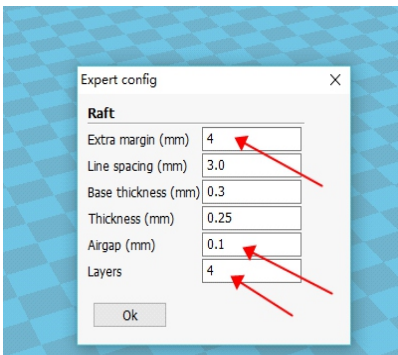 Expert config
Raft
Extra margin (mm) 4
Line spacing (mm) 3.0
Base thickness (mm) 0.3
Thickness (mm) 0.25
Airgap (mm) 0.1
Layers 4
Ok